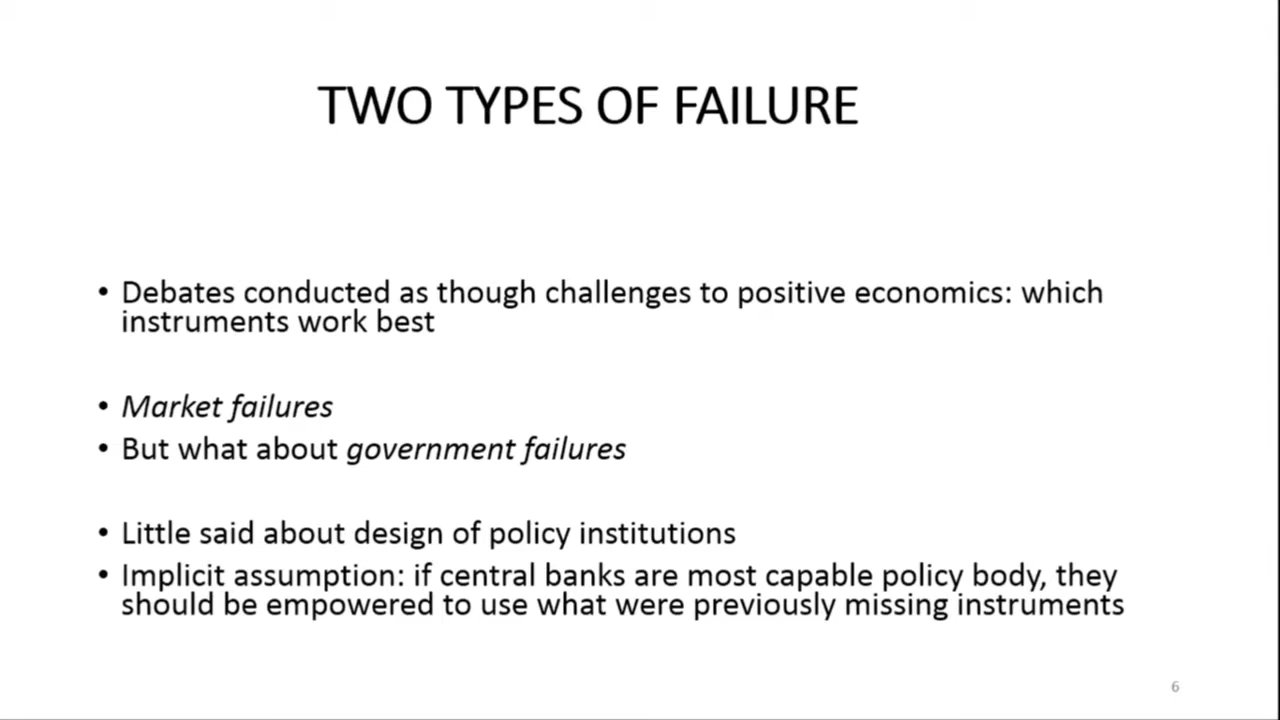 TWO TYPES OF FAILURE
• Debates conducted as though challenges to positive economics: which
instruments work best
• Market failures
• But what about government failures
• Little said about design of policy institutions
• Implicit assumption: if central banks are most capable policy body, they
should be empowered to use what were previously missing instruments
6